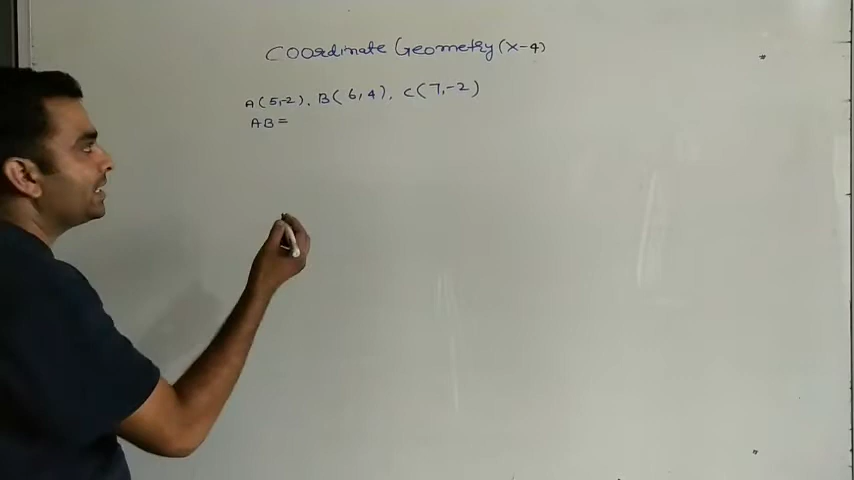 Coordinate Geometry (X-4)
A(5,-2), B(6,4), C(7,-2)
AB=